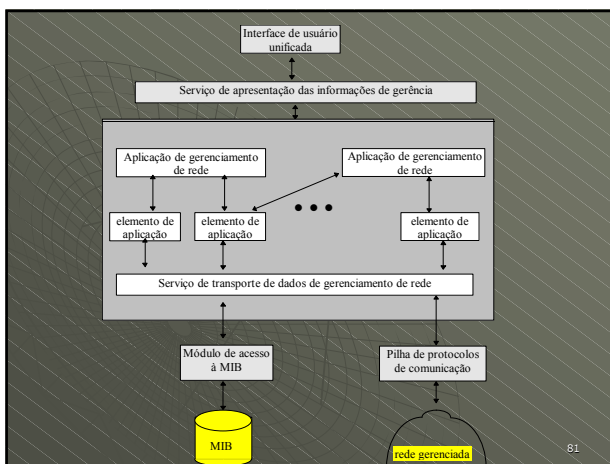 Interface de usuário
unificada
Serviço de apresentação das informações de gerência
Aplicação de gerenciamento
de rede
Aplicação de gerenciamento
de rede
elemento de
aplicação
elemento de
aplicação
elemento de
aplicação
Serviço de transporte de dados de gerenciamento de rede
Módulo de acesso
à MIB
Pilha de protocolos
de comunicação
MIB
rede gerenciada
81